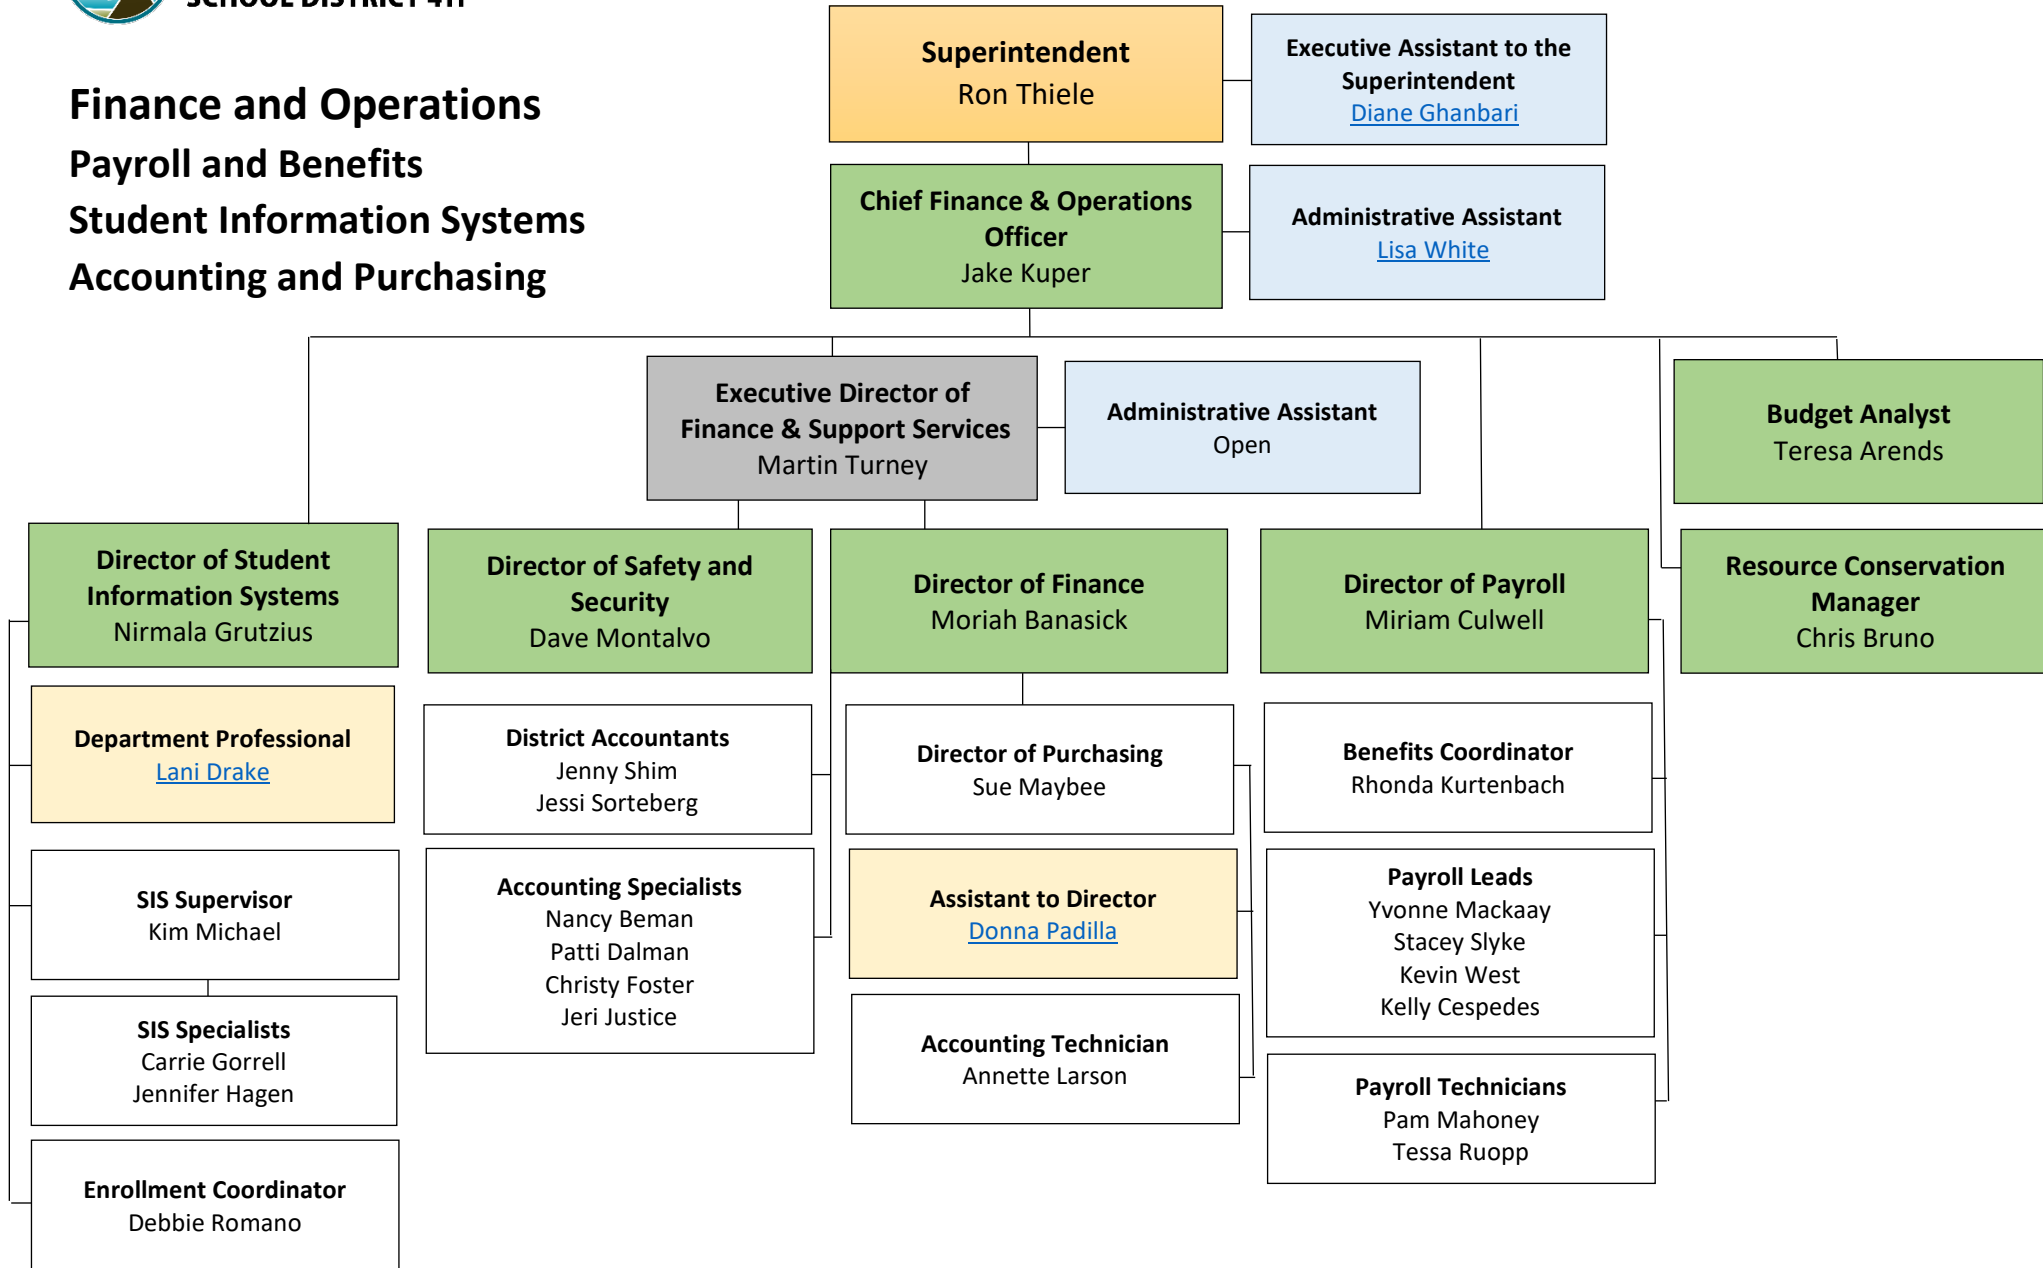 SCHOOL DISTRICT 411
Finance and Operations
Payroll and Benefits
Student Information Systems
Accounting and Purchasing
Superintendent
Ron Thiele
Executive Assistant to the
Superintendent
Diane Ghanbari
Chief Finance & Operations
Officer
Jake Kuper
Administrative Assistant
Lisa White
Executive Director of
Finance & Support Services
Martin Turney
Administrative Assistant
Open
Budget Analyst
Teresa Arends
Director of Student
Information Systems
Nirmala Grutzius
Director of Safety and
Security
Dave Montalvo
Director of Finance
Moriah Banasick
Director of Payroll
Miriam Culwell
Resource Conservation
Manager
Chris Bruno
Department Professional
Lani Drake
District Accountants
Jenny Shim
Jessi Sorteberg
Director of Purchasing
Sue Maybee
Benefits Coordinator
Rhonda Kurtenbach
SIS Supervisor
Kim Michael
Accounting Specialists
Nancy Beman
Patti Dalman
Christy Foster
Jeri Justice
Assistant to Director
Donna Padilla
Payroll Leads
Yvonne Mackaay
Stacey Slyke
Kevin West
Kelly Cespedes
SIS Specialists
Carrie Gorrell
Jennifer Hagen
Accounting Technician
Annette Larson
Payroll Technicians
Pam Mahoney
Tessa Ruopp
Enrollment Coordinator
Debbie Romano